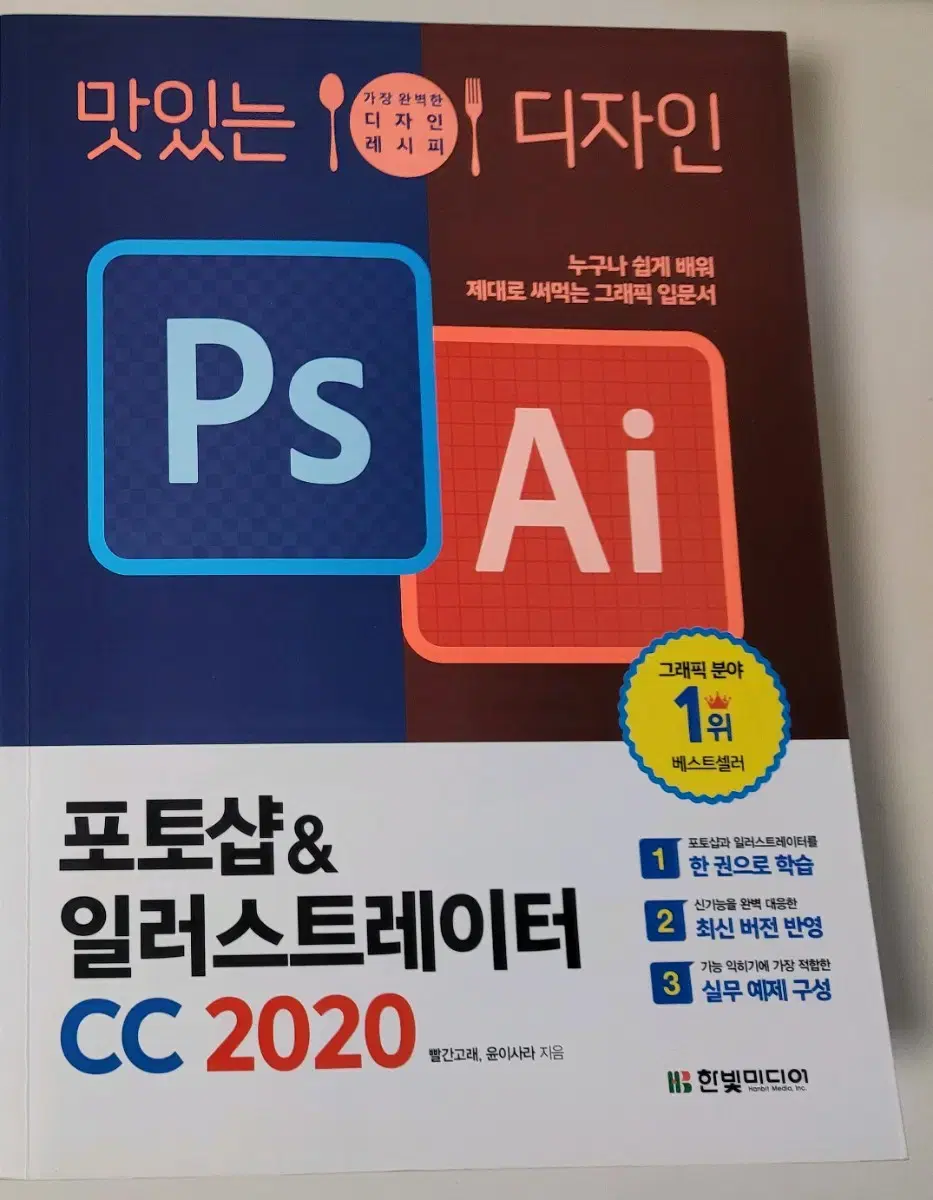 맛있는 디자인
가장 완벽한
디자인
레시피
누구나 쉽게 배워
제대로 써먹는 그래픽 입문서
Ps
Ai
그래픽 분야
1위
베스트셀러
포토샵&
일러스트레이터
CC 2020
빨간고래, 윤이사라 지음
1 포토샵과 일러스트레이터를
한 권으로 학습
2 신기능을 완벽 대응한
최신 버전 반영
3 기능 익히기에 가장 적합한
실무 예제 구성
HB 한빛미디어
Hanbit Media, Inc.